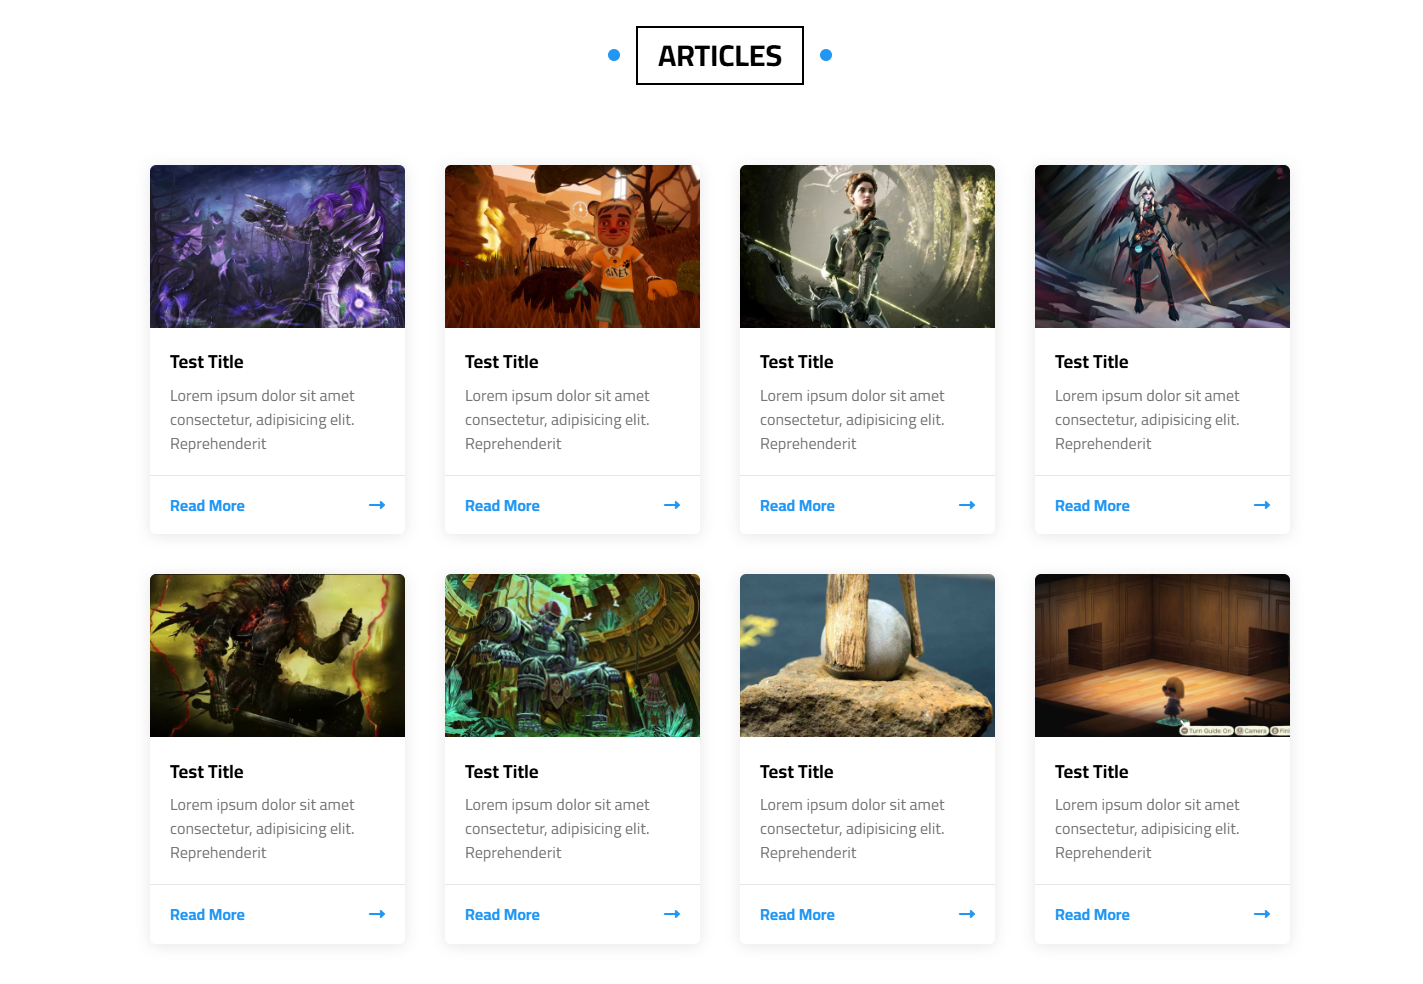 ARTICLES
Test Title
Lorem ipsum dolor sit amet
consectetur, adipisicing elit.
Reprehenderit
Read More
Test Title
Lorem ipsum dolor sit amet
consectetur, adipisicing elit.
Reprehenderit
Read More
Test Title
Lorem ipsum dolor sit amet
consectetur, adipisicing elit.
Reprehenderit
Read More
Test Title
Lorem ipsum dolor sit amet
consectetur, adipisicing elit.
Reprehenderit
Read More
Test Title
Lorem ipsum dolor sit amet
consectetur, adipisicing elit.
Reprehenderit
Read More
Test Title
Lorem ipsum dolor sit amet
consectetur, adipisicing elit.
Reprehenderit
Read More
Test Title
Lorem ipsum dolor sit amet
consectetur, adipisicing elit.
Reprehenderit
Read More
Turn Guide On Camera
Test Title
Lorem ipsum dolor sit amet
consectetur, adipisicing elit.
Reprehenderit
Read More